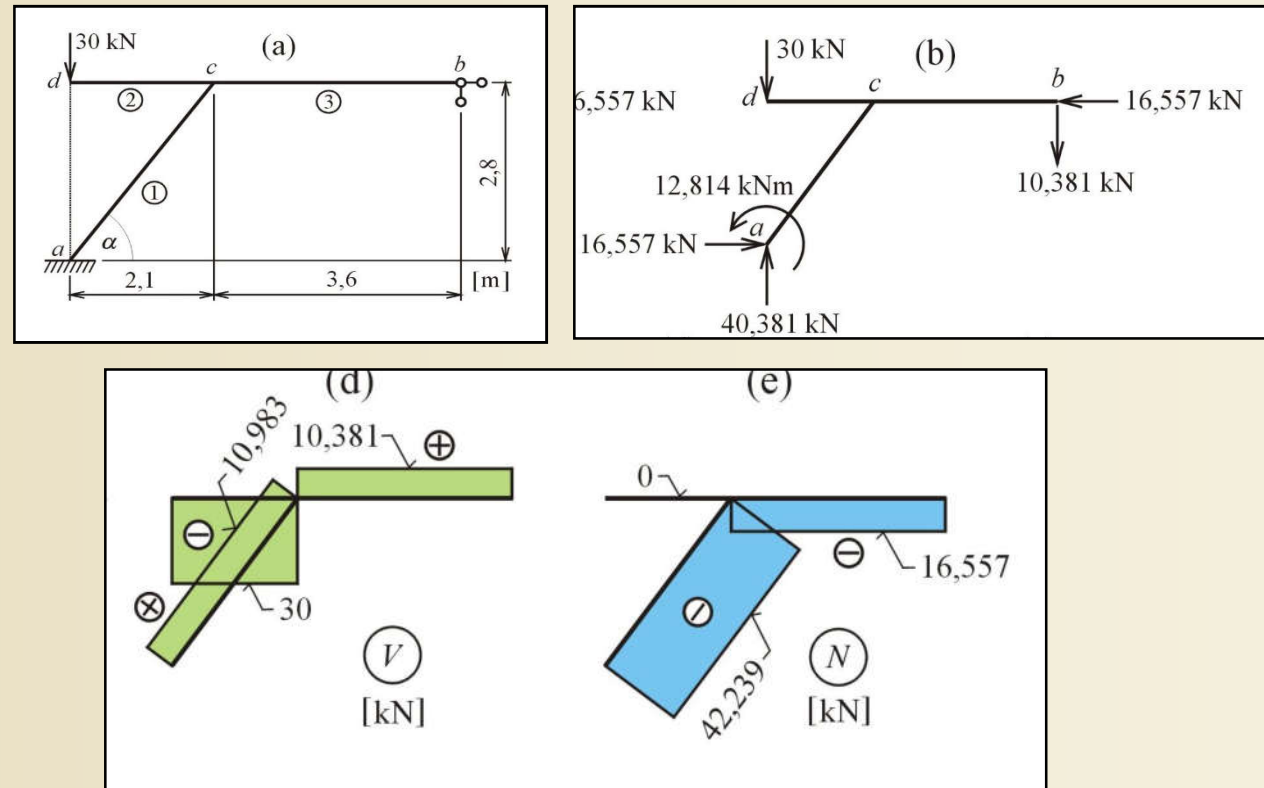 (a)
30 kN
d
c
b
②
③
①
2,8
a
α
2,1
3,6
[m]
(b)
30 kN
6,557 kN
d
c
b
16,557 kN
10,381 kN
12,814 kNm
a
16,557 kN
40,381 kN
(d)
10,983
10,381
+
−
+
30
V
[kN]
(e)
0
−
16,557
−
42,239
N
[kN]